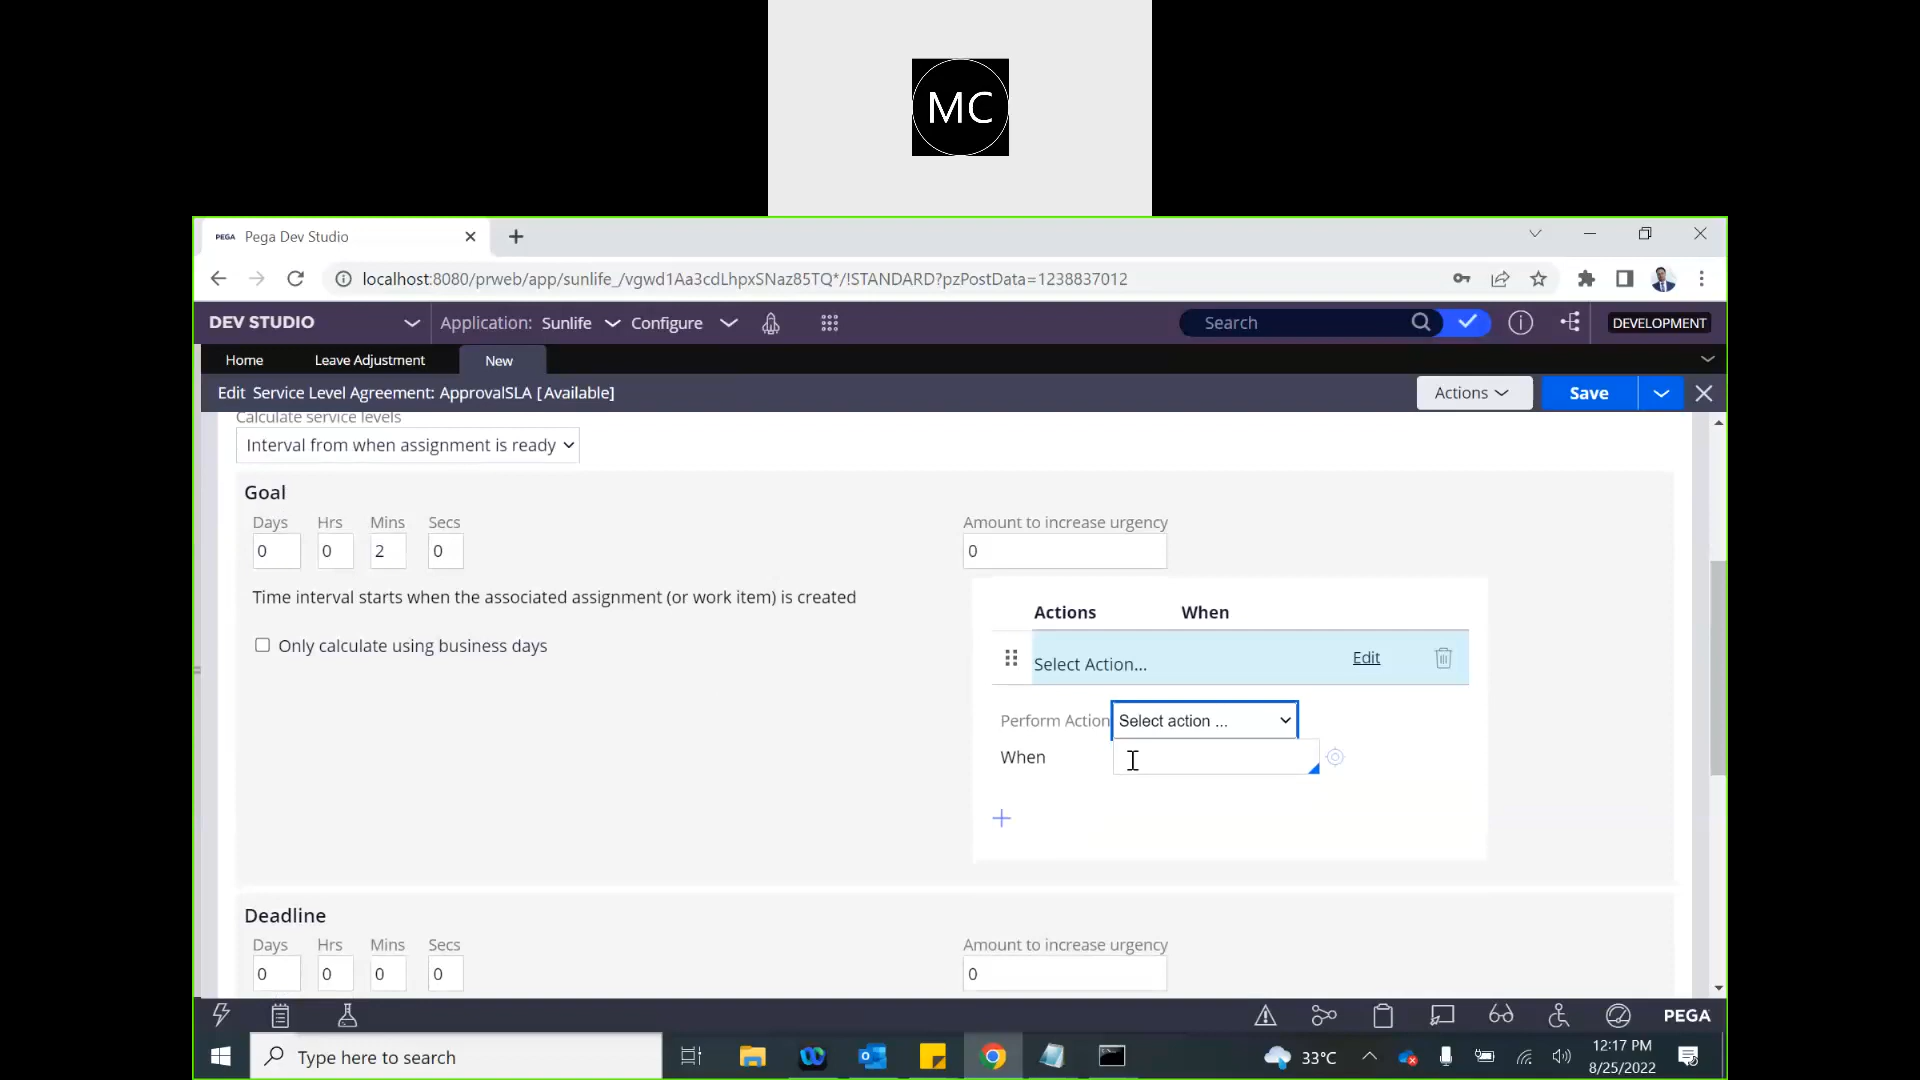 MC
PEGA Pega Dev Studio
localhost:8080/prweb/app/sunlife_/vgwd1Aa3cdLhpxSNaz85TQ*/!STANDARD?pzPostData=1238837012
DEV STUDIO Application: Sunlife Configure Search DEVELOPMENT
Home Leave Adjustment New
Edit Service Level Agreement: ApprovalSLA [Available] Actions Save
Calculate service levels
Interval from when assignment is ready
Goal
Days Hrs Mins Secs Amount to increase urgency
0 0 2 0 0
Time interval starts when the associated assignment (or work item) is created
Actions When
Only calculate using business days
Select Action... Edit
Perform Action Select action ...
When
Deadline
Days Hrs Mins Secs Amount to increase urgency
0 0 0 0 0
PEGA
Type here to search 33°C 12:17 PM
8/25/2022